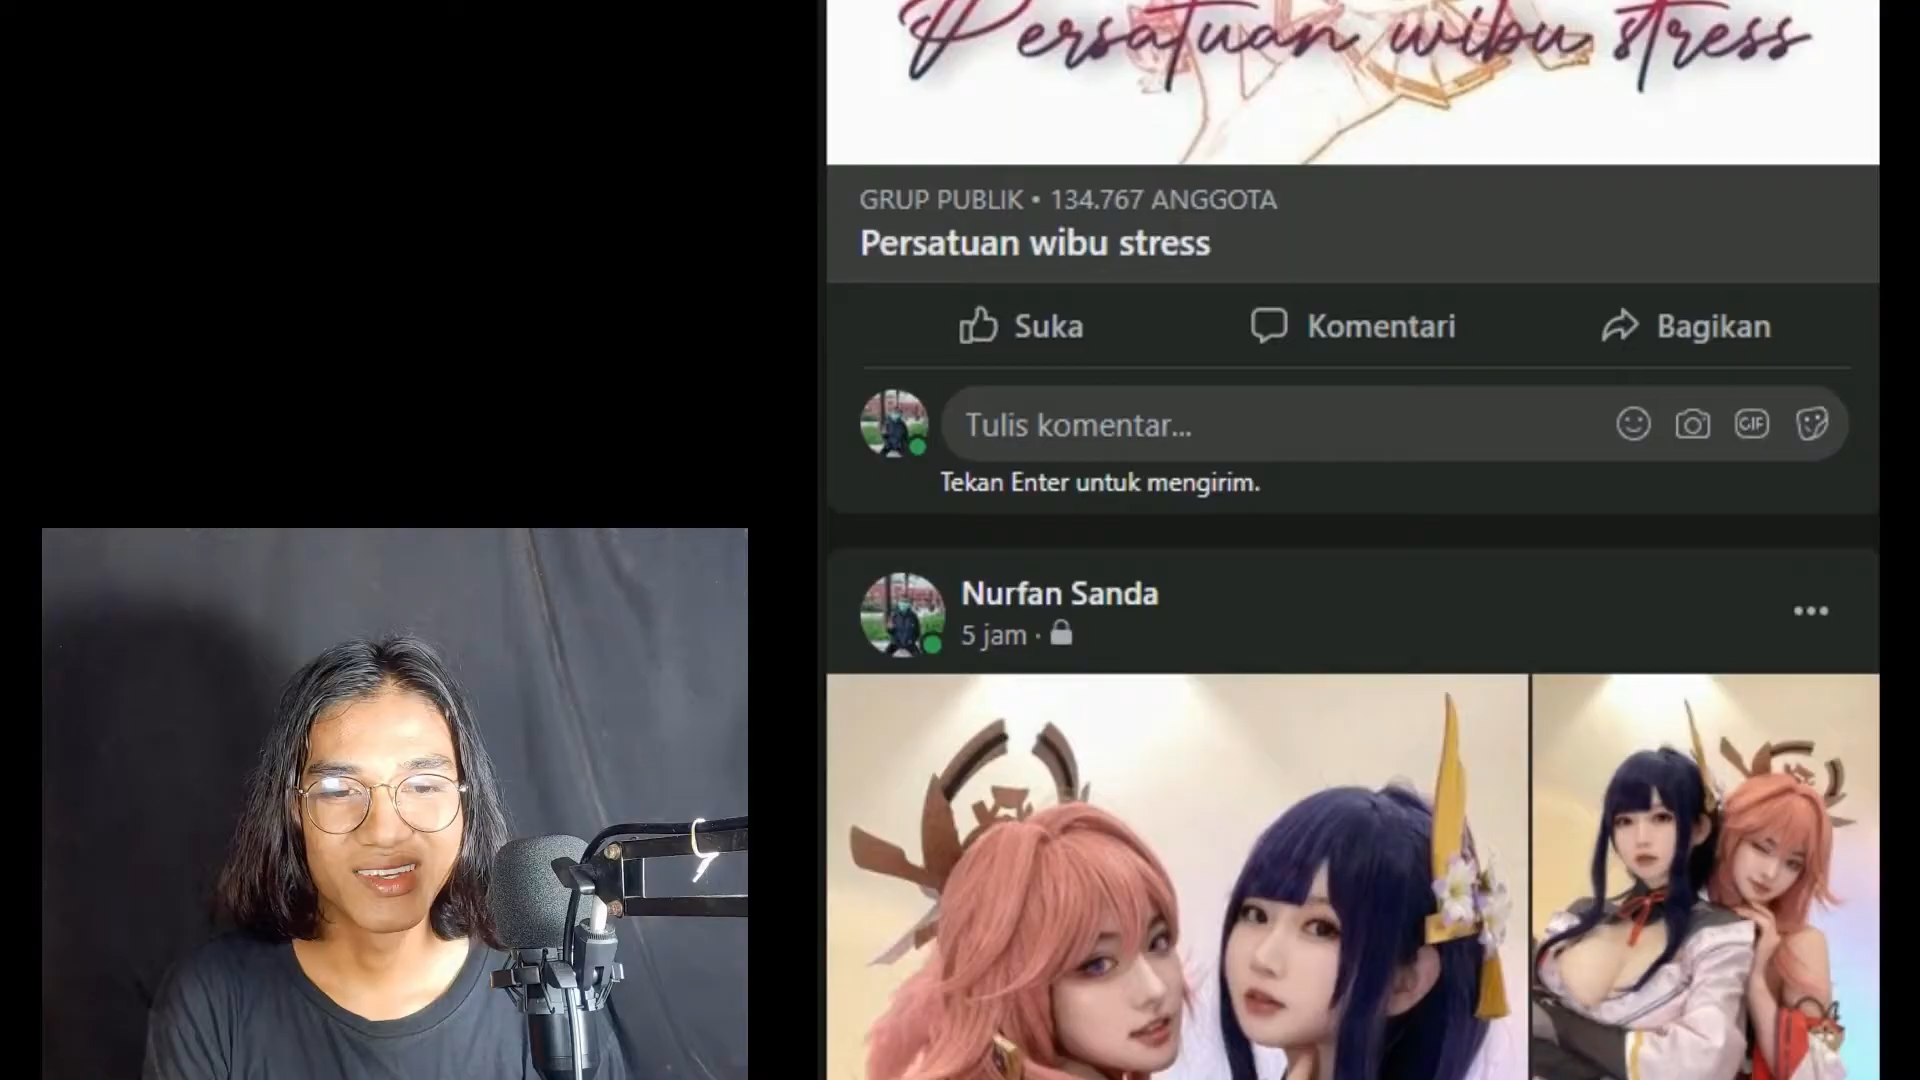 Persatuan wibu stress
GRUP PUBLIK • 134.767 ANGGOTA
Persatuan wibu stress
Suka
Komentari
Bagikan
Tulis komentar...
GIF
Tekan Enter untuk mengirim.
Nurfan Sanda
5 jam ·